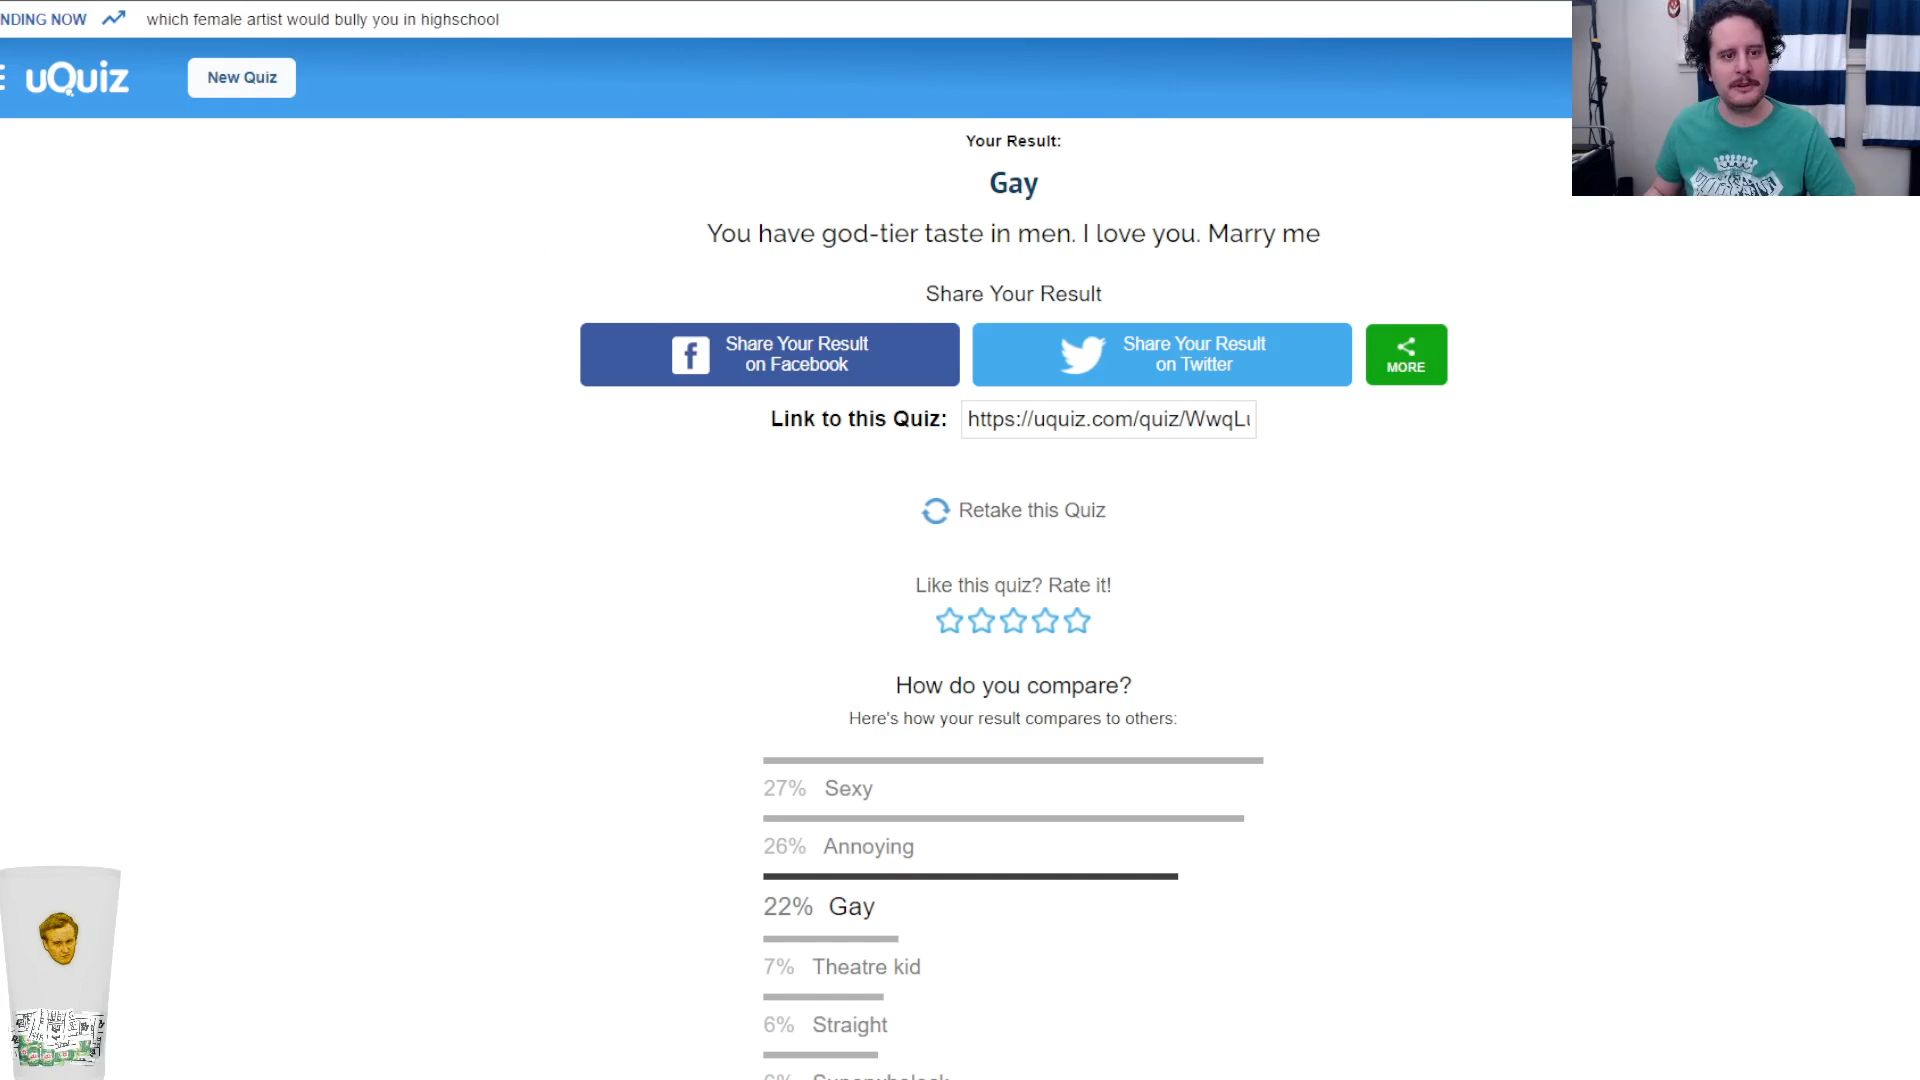 NDING NOW which female artist would bully you in highschool
uQuiz
New Quiz
Your Result:
Gay
You have god-tier taste in men. I love you. Marry me
Share Your Result
Share Your Result
on Facebook
Share Your Result
on Twitter
MORE
Link to this Quiz: https://uquiz.com/quiz/WwqLu
Retake this Quiz
Like this quiz? Rate it!
How do you compare?
Here's how your result compares to others:
27% Sexy
26% Annoying
22% Gay
7% Theatre kid
6% Straight